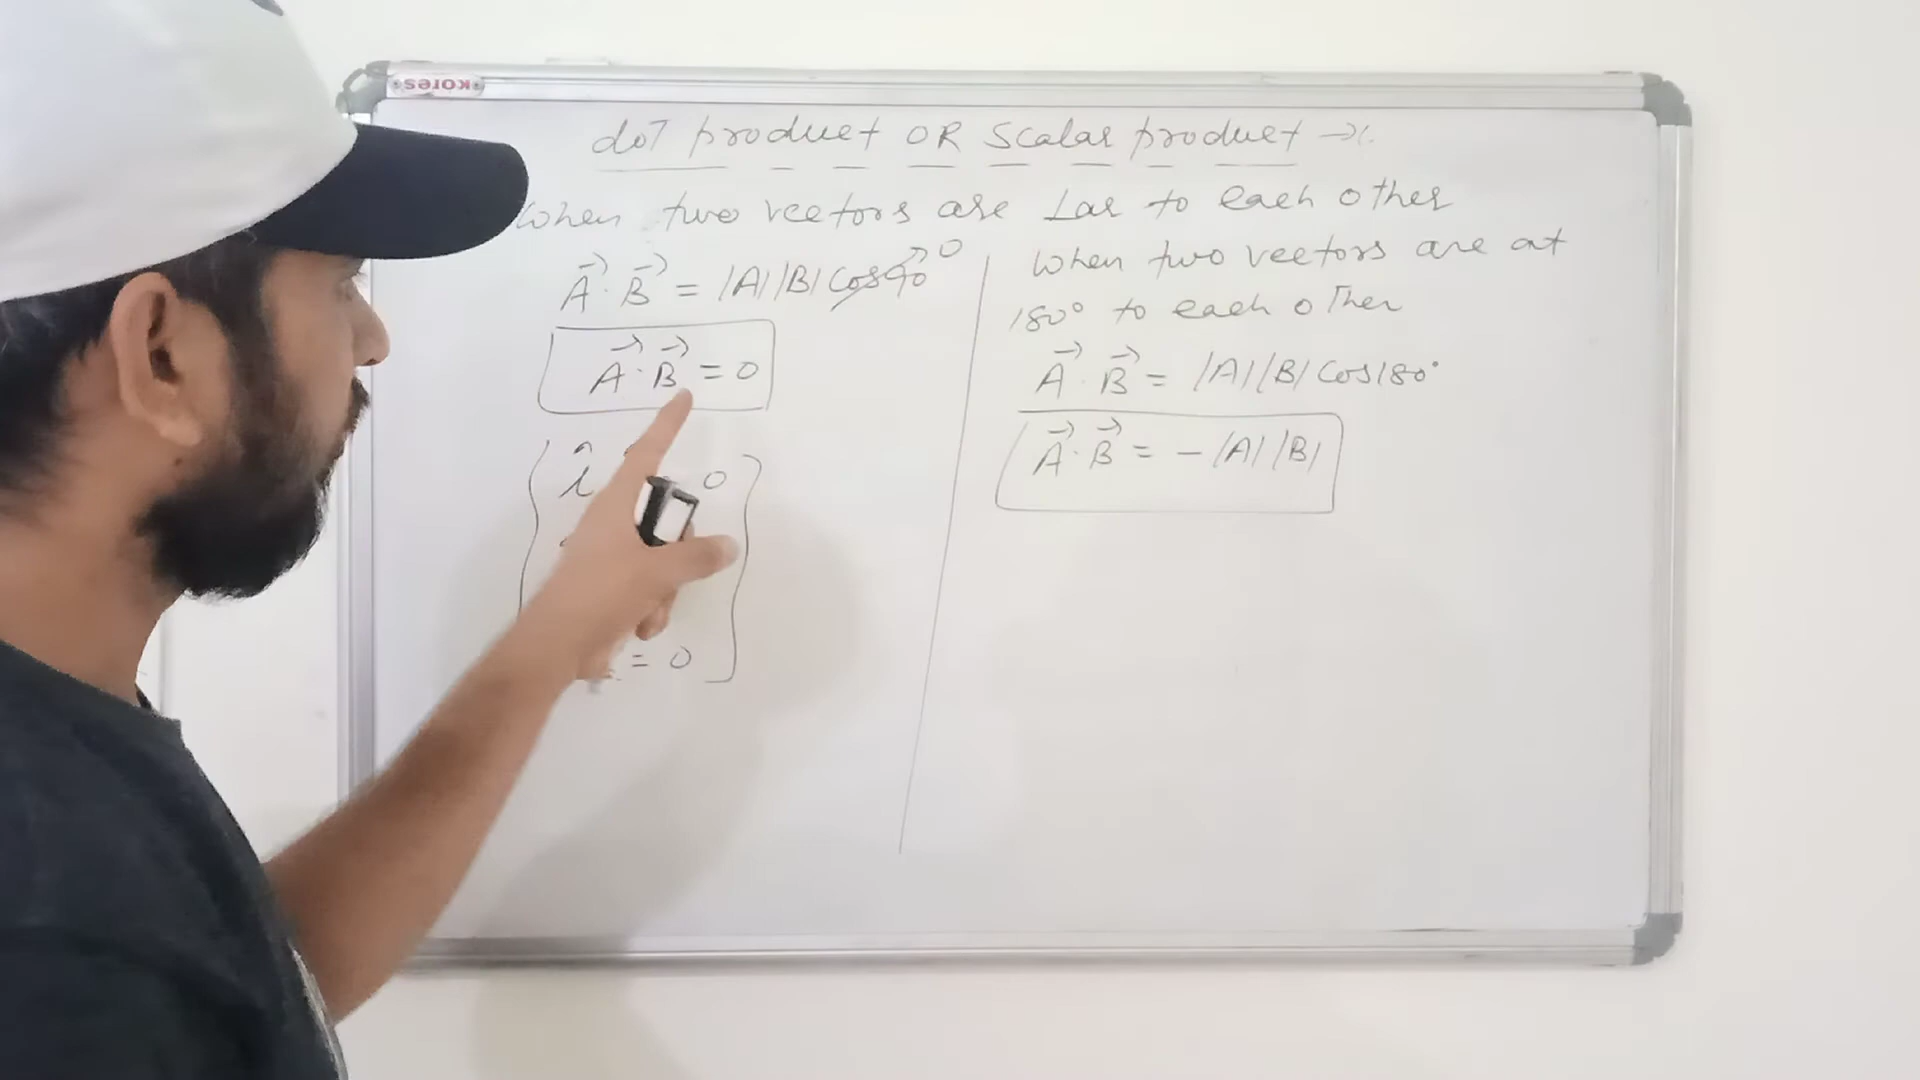 kores
doT product OR Scalar product →
When two vectors are ⊥ar to each other
A⃗ . B⃗ = |A| |B| cos90° 0
A⃗ . B⃗ = 0
î 0
= 0
When two vectors are at
180° to each other
A⃗ . B⃗ = |A| |B| Cos180°
A⃗ . B⃗ = - |A| |B|